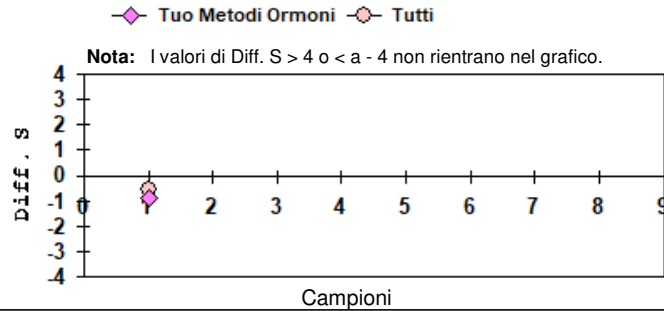 Tuo Metodi Ormoni Tutti
Nota: I valori di Diff. S > 4 o < a - 4 non rientrano nel grafico.
4
3
2
1
0
-1
-2
-3
-4
Diff. S
0 1 2 3 4 5 6 7 8 9
Campioni